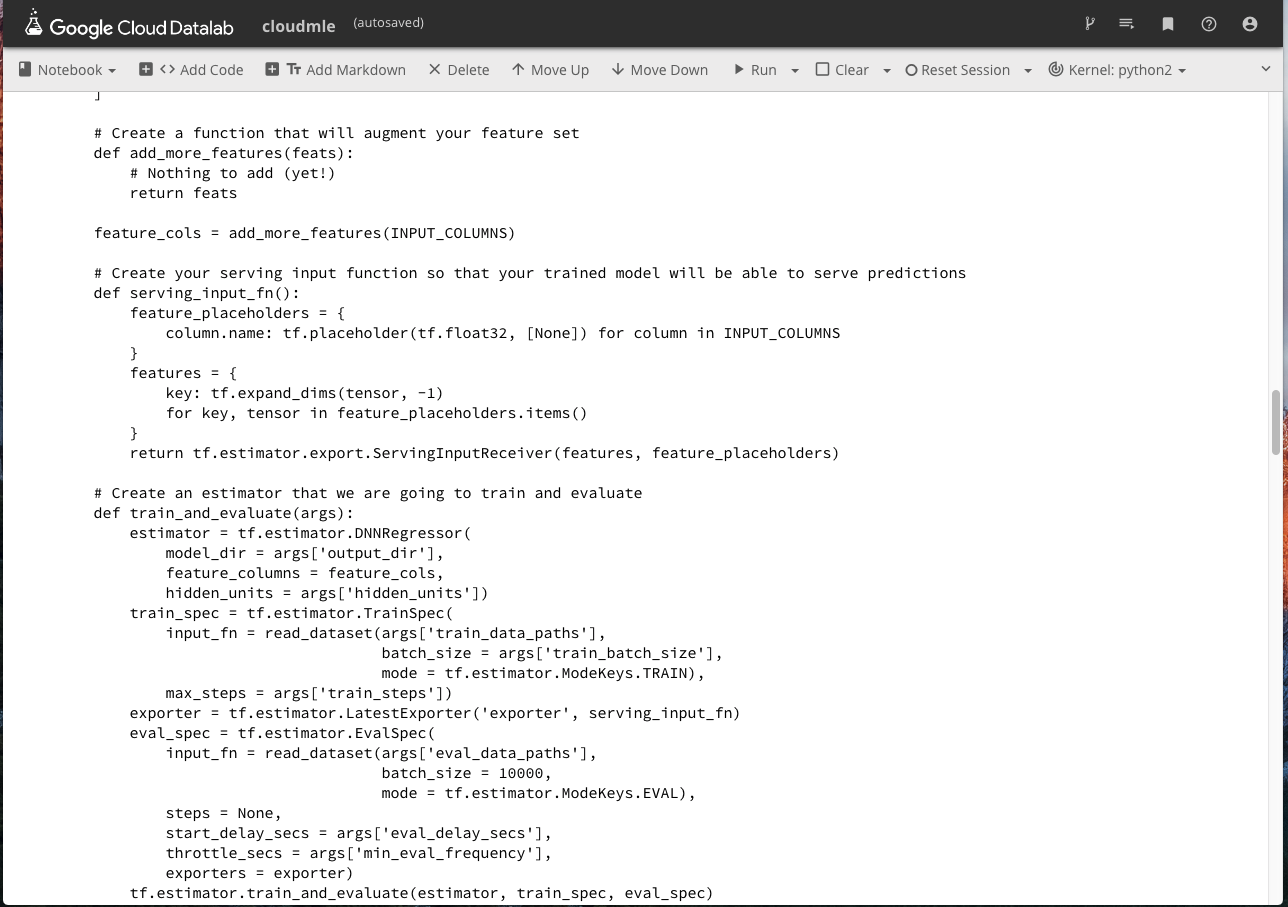 Google Cloud Datalab cloudmle (autosaved)
Notebook Add Code Tт Add Markdown Delete Move Up Move Down Run Clear Reset Session Kernel: python2
]
# Create a function that will augment your feature set
def add_more_features(feats):
    # Nothing to add (yet!)
    return feats
feature_cols = add_more_features(INPUT_COLUMNS)
# Create your serving input function so that your trained model will be able to serve predictions
def serving_input_fn():
    feature_placeholders = {
        column.name: tf.placeholder(tf.float32, [None]) for column in INPUT_COLUMNS
    }
    features = {
        key: tf.expand_dims(tensor, -1)
        for key, tensor in feature_placeholders.items()
    }
    return tf.estimator.export.ServingInputReceiver(features, feature_placeholders)
# Create an estimator that we are going to train and evaluate
def train_and_evaluate(args):
    estimator = tf.estimator.DNNRegressor(
        model_dir = args['output_dir'],
        feature_columns = feature_cols,
        hidden_units = args['hidden_units'])
    train_spec = tf.estimator.TrainSpec(
        input_fn = read_dataset(args['train_data_paths'],
                                batch_size = args['train_batch_size'],
                                mode = tf.estimator.ModeKeys.TRAIN),
        max_steps = args['train_steps'])
    exporter = tf.estimator.LatestExporter('exporter', serving_input_fn)
    eval_spec = tf.estimator.EvalSpec(
        input_fn = read_dataset(args['eval_data_paths'],
                                batch_size = 10000,
                                mode = tf.estimator.ModeKeys.EVAL),
        steps = None,
        start_delay_secs = args['eval_delay_secs'],
        throttle_secs = args['min_eval_frequency'],
        exporters = exporter)
    tf.estimator.train_and_evaluate(estimator, train_spec, eval_spec)